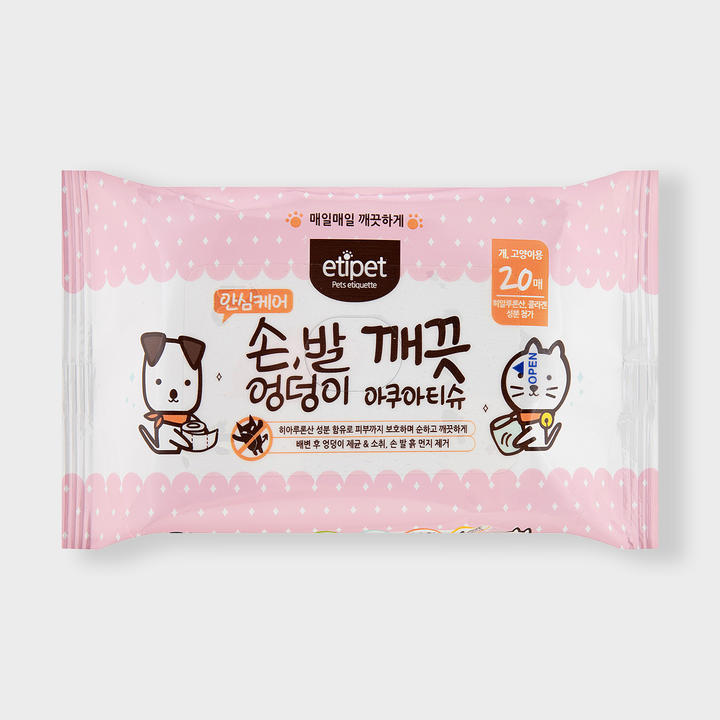 매일매일 깨끗하게
etipet
Pets etiquette
개, 고양이용
20매
히알루론산, 콜라겐
성분 첨가
안심케어
손, 발 깨끗
엉덩이 아쿠아티슈
OPEN
히아루론산 성분 함유로 피부까지 보호하며 순하고 깨끗하게
배변 후 엉덩이 제균 & 소취, 손 발 흙 먼지 제거